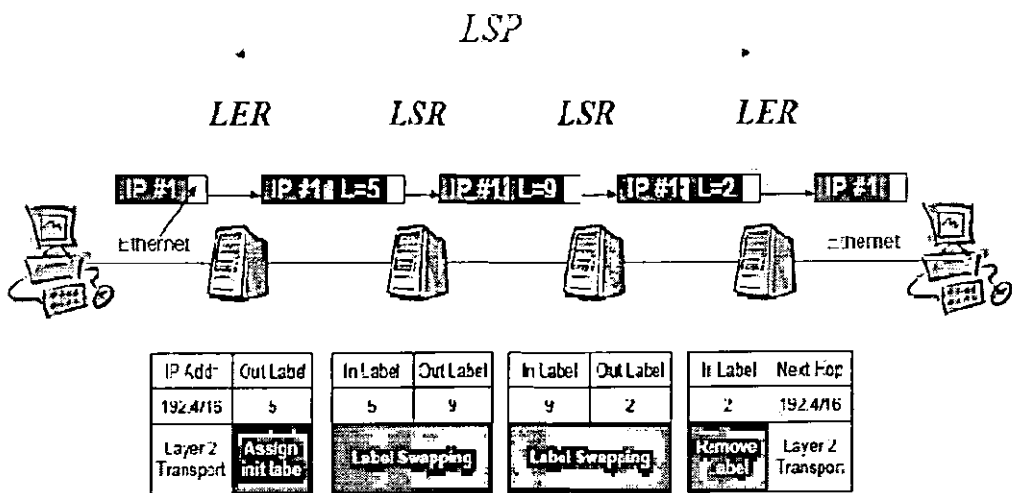 LSP
LER LSR LSR LER
IP #1 IP #1 L=5 IP #1 L=9 IP #1 L=2 IP #1
Ethernet Ethernet
IP Addr Out Label In Label Out Label In Label Out Label In Label Next Hop
192.4/16 5 5 9 9 2 2 192.4/16
Layer 2 Transport Assign init label Label Swapping Label Swapping Remove Label Layer 2 Transport